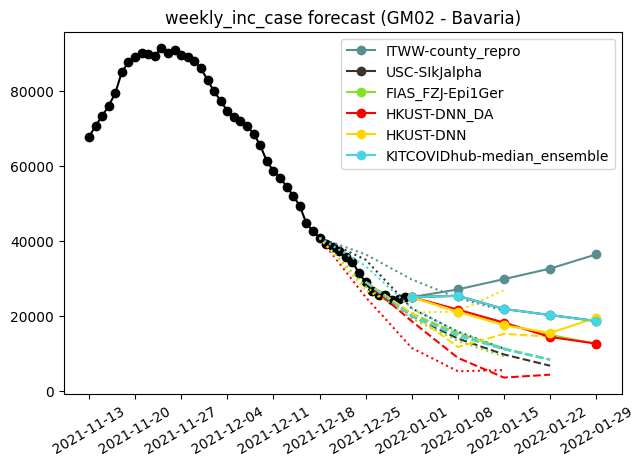 weekly_inc_case forecast (GM02 - Bavaria)
ITWW-county_repro
USC-SIkJalpha
FIAS_FZJ-Epi1Ger
HKUST-DNN_DA
HKUST-DNN
KITCOVIDhub-median_ensemble
80000
60000
40000
20000
0
2021-11-13
2021-11-20
2021-11-27
2021-12-04
2021-12-11
2021-12-18
2021-12-25
2022-01-01
2022-01-08
2022-01-15
2022-01-22
2022-01-29